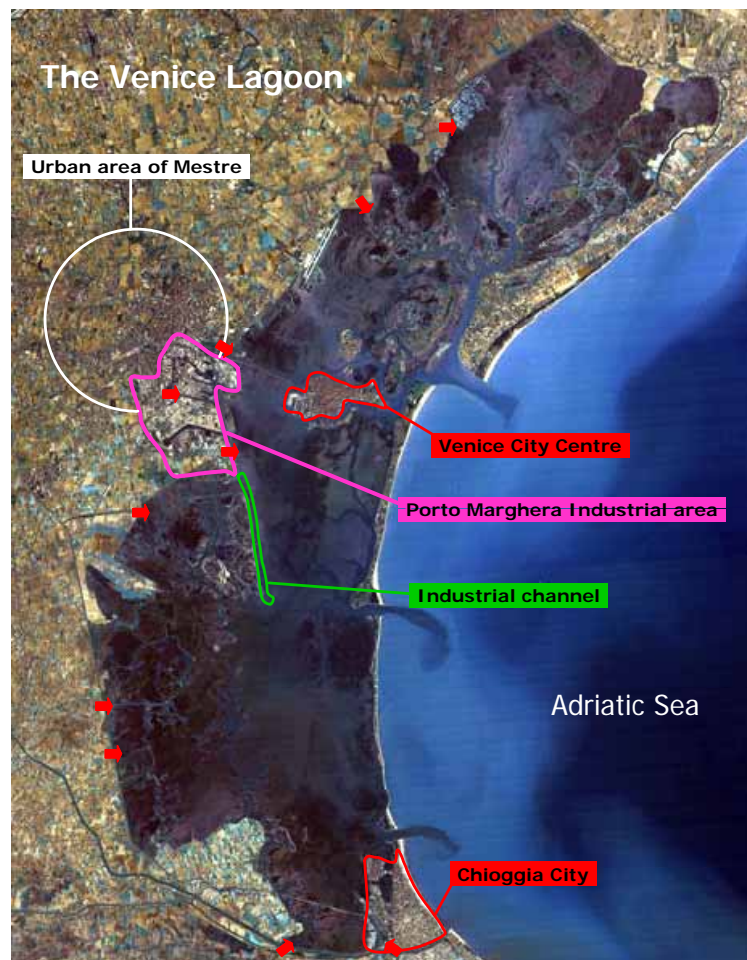 The Venice Lagoon
Urban area of Mestre
Venice City Centre
Porto Marghera Industrial area
Industrial channel
Adriatic Sea
Chioggia City